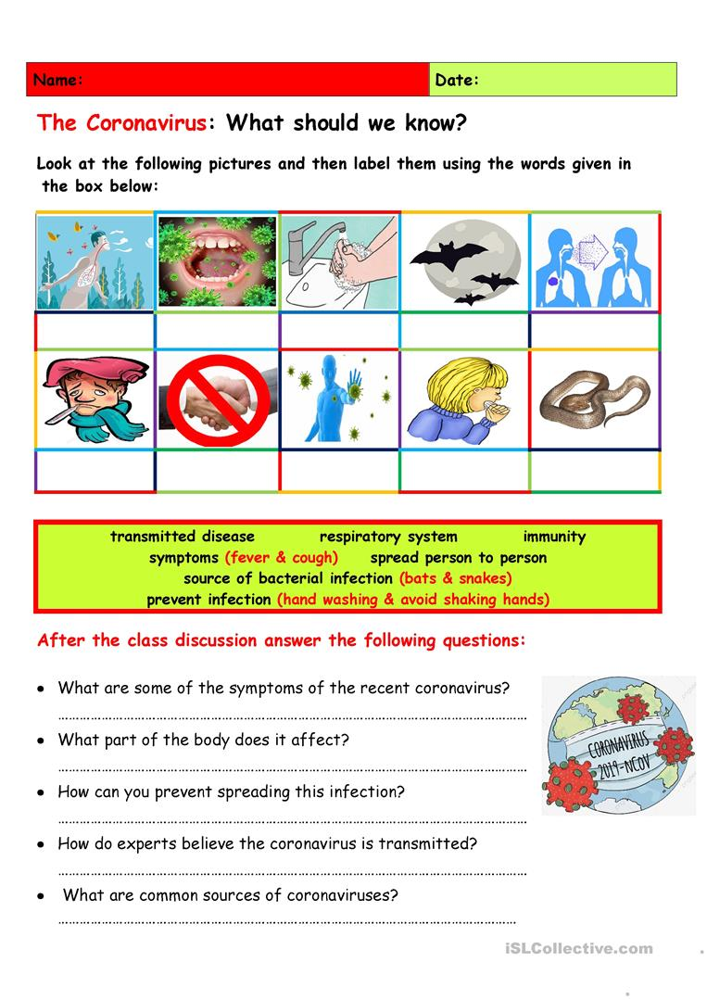 Name: Date:
The Coronavirus: What should we know?
Look at the following pictures and then label them using the words given in
the box below:
transmitted disease respiratory system immunity
symptoms (fever & cough) spread person to person
source of bacterial infection (bats & snakes)
prevent infection (hand washing & avoid shaking hands)
After the class discussion answer the following questions:
• What are some of the symptoms of the recent coronavirus?
• What part of the body does it affect?
CORONAVIRUS
2019-NCOV
• How can you prevent spreading this infection?
• How do experts believe the coronavirus is transmitted?
• What are common sources of coronaviruses?
iSLCollective.com